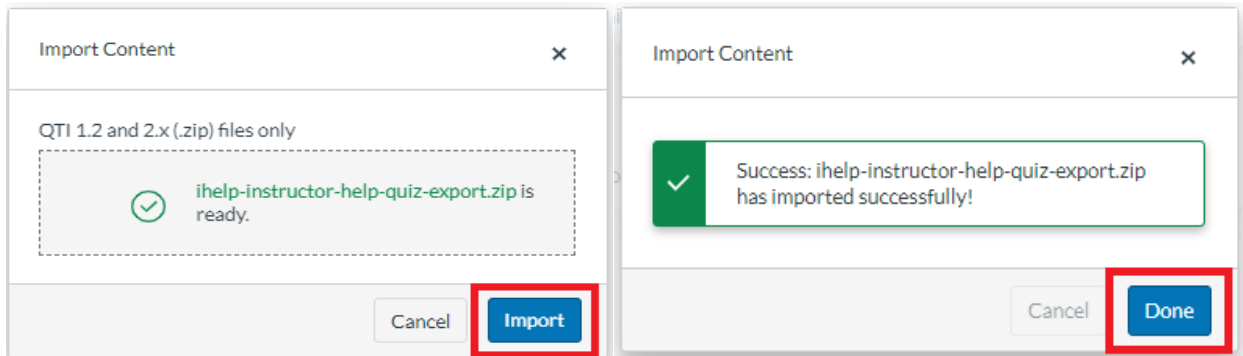 Import Content
×
QTI 1.2 and 2.x (.zip) files only
ihelp-instructor-help-quiz-export.zip is
ready.
Cancel
Import
Import Content
×
Success: ihelp-instructor-help-quiz-export.zip
has imported successfully!
Cancel
Done